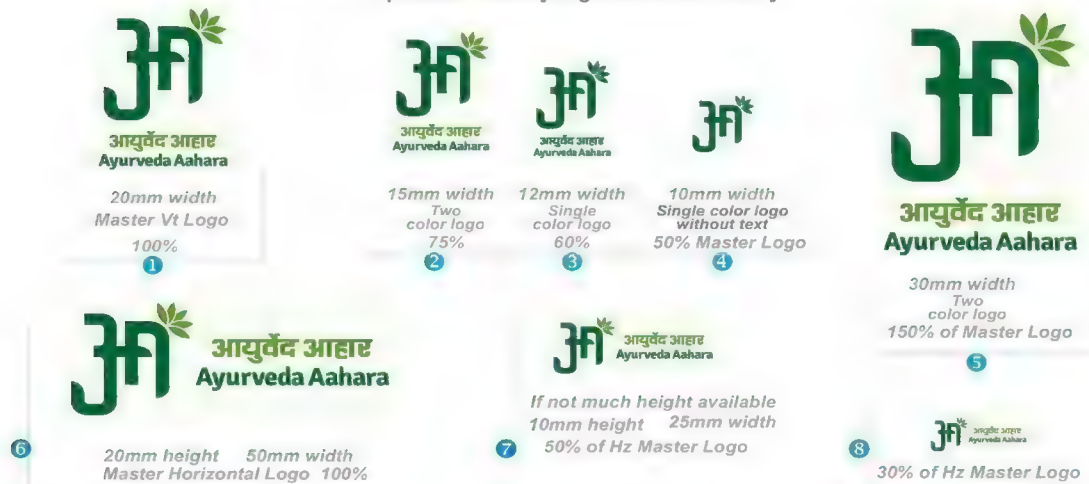 आयुर्वेद आहार
Ayurveda Aahara
20mm width
Master Vt Logo
100%
1
आयुर्वेद आहार
Ayurveda Aahara
15mm width
Two
color logo
75%
2
आयुर्वेद आहार
Ayurveda Aahara
12mm width
Single
color logo
60%
3
10mm width
Single color logo
without text
50% Master Logo
4
आयुर्वेद आहार
Ayurveda Aahara
30mm width
Two
color logo
150% of Master Logo
5
आयुर्वेद आहार
Ayurveda Aahara
6
20mm height 50mm width
Master Horizontal Logo 100%
आयुर्वेद आहार
Ayurveda Aahara
If not much height available
10mm height 25mm width
7 50% of Hz Master Logo
आयुर्वेद आहार
Ayurveda Aahara
8
30% of Hz Master Logo